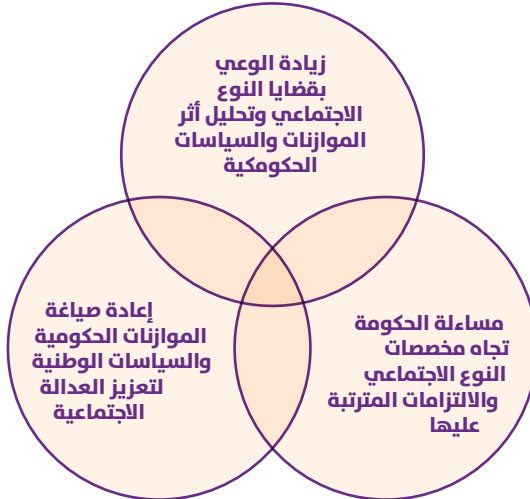 زيادة الوعي
بقضايا النوع
الاجتماعي وتحليل أثر
الموازنات والسياسات
الحكومكية
مساءلة الحكومة
تجاه مخصصات
النوع الاجتماعي
والالتزامات المترتبة
عليها
إعادة صياغة
الموازنات الحكومية
والسياسات الوطنية
لتعزيز العدالة
الاجتماعية